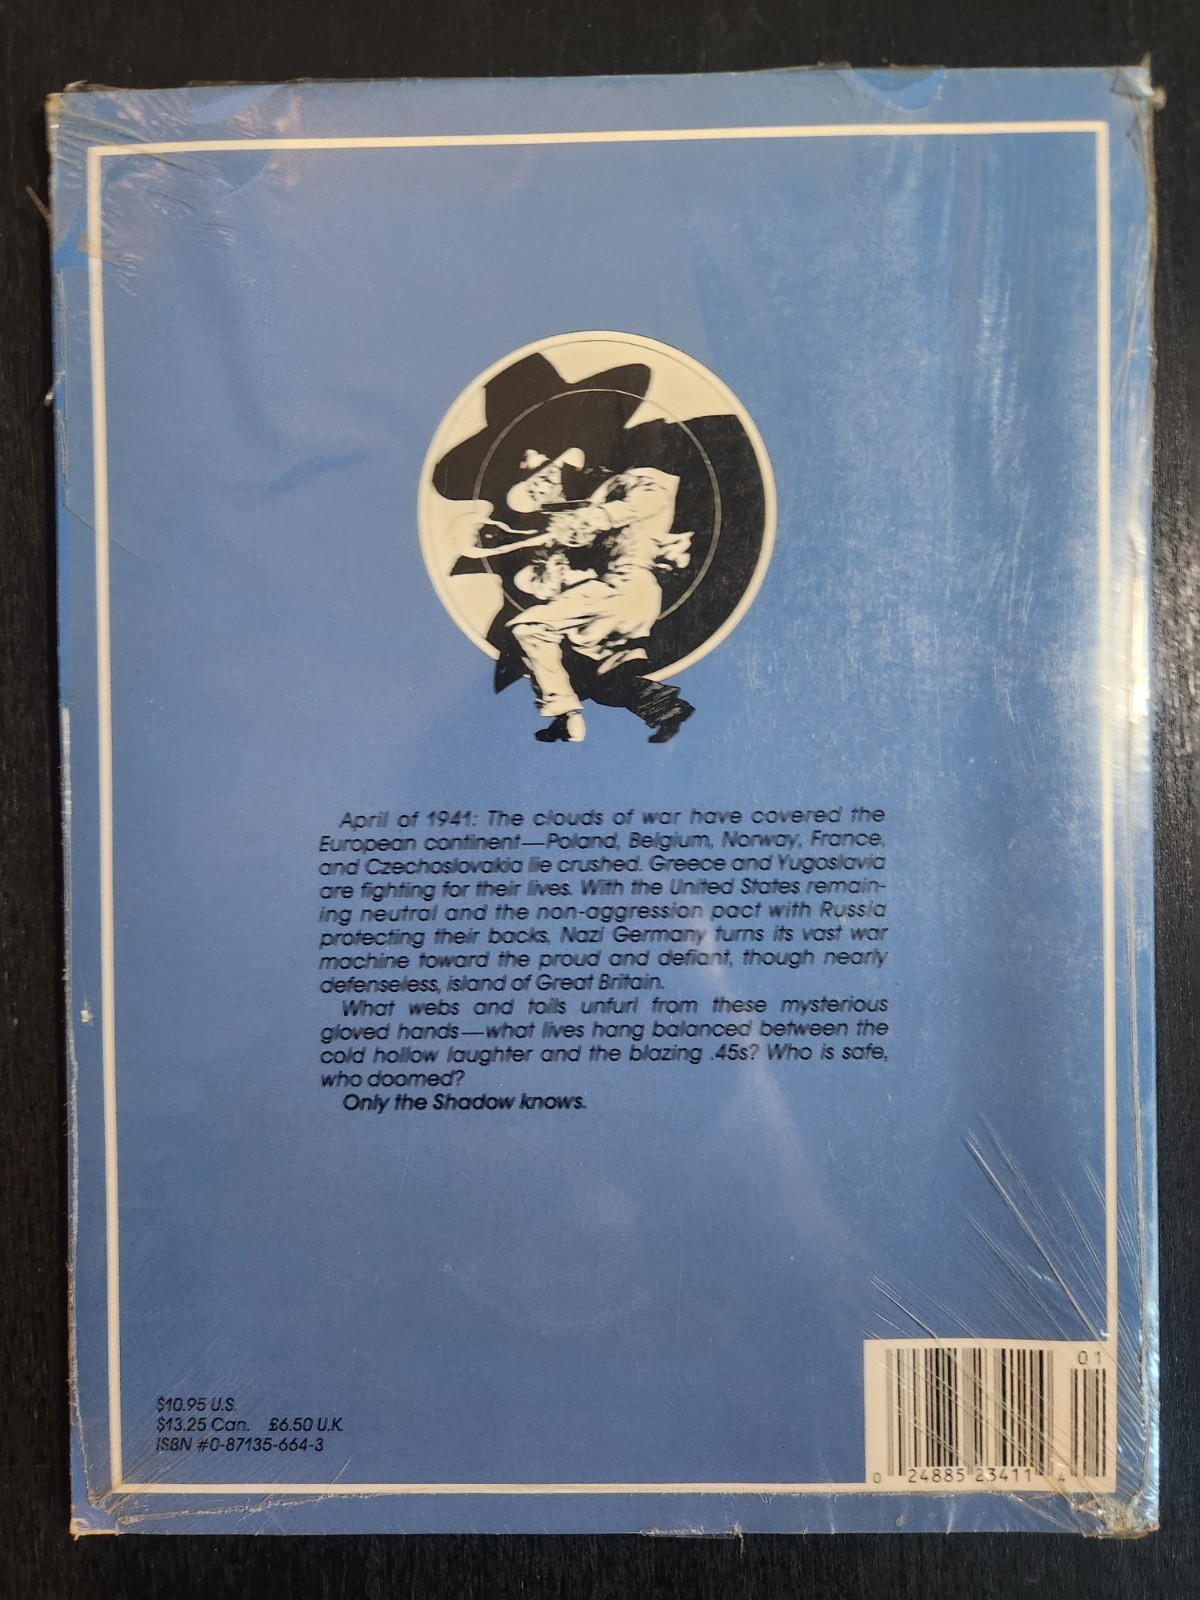 April of 1941: The clouds of war have covered the
European continent—Poland, Belgium, Norway, France,
and Czechoslovakia lie crushed. Greece and Yugoslavia
are fighting for their lives. With the United States remain-
ing neutral and the non-aggression pact with Russia
protecting their backs, Nazi Germany turns its vast war
machine toward the proud and defiant, though nearly
defenseless, island of Great Britain.
What webs and toils unfurl from these mysterious
gloved hands—what lives hang balanced between the
cold hollow laughter and the blazing .45s? Who is safe,
who doomed?
Only the Shadow knows.
$10.95 U.S.
$13.25 Can. £6.50 U.K.
ISBN #0-87135-664-3
01
0 24885 23411 4